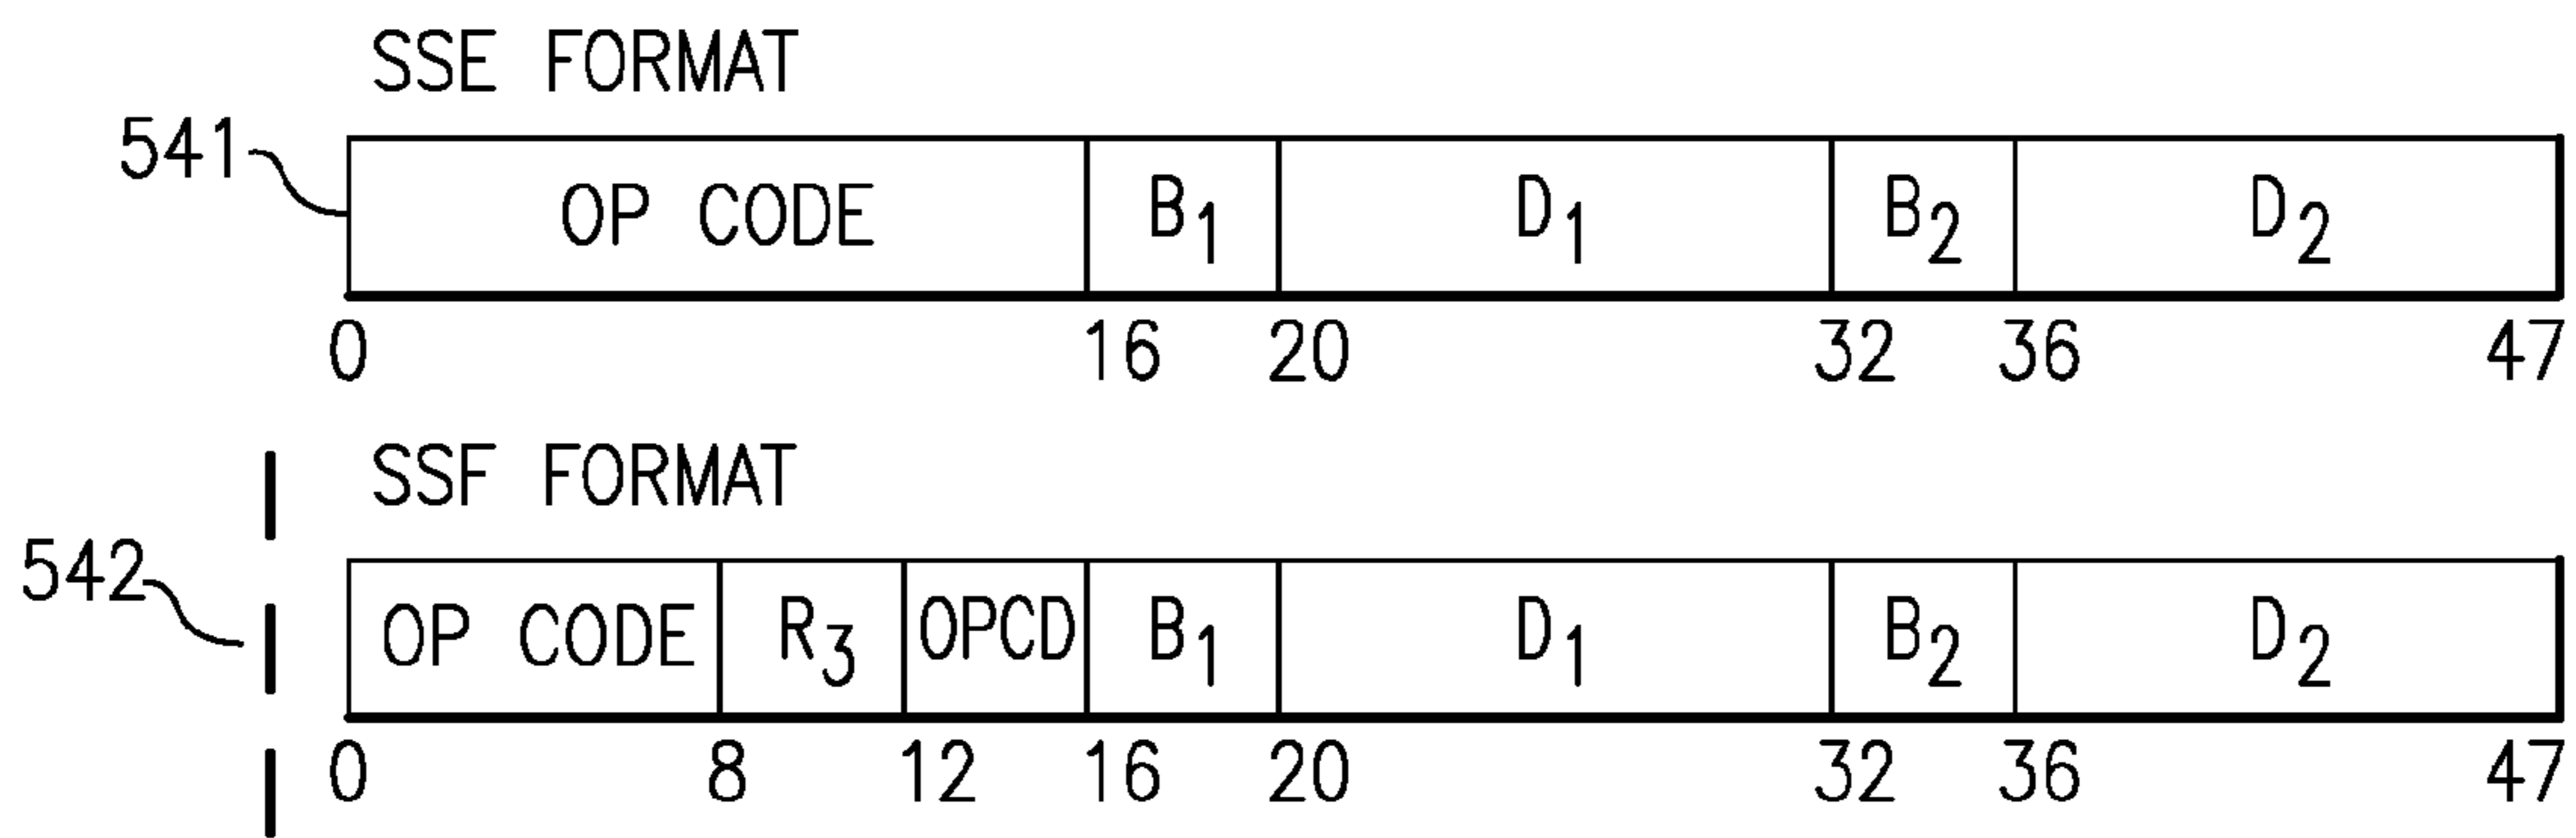 SSE FORMAT
541
OP CODE B₁ D₁ B₂ D₂
0 16 20 32 36 47
SSF FORMAT
542
OP CODE R₃ OPCD B₁ D₁ B₂ D₂
0 8 12 16 20 32 36 47